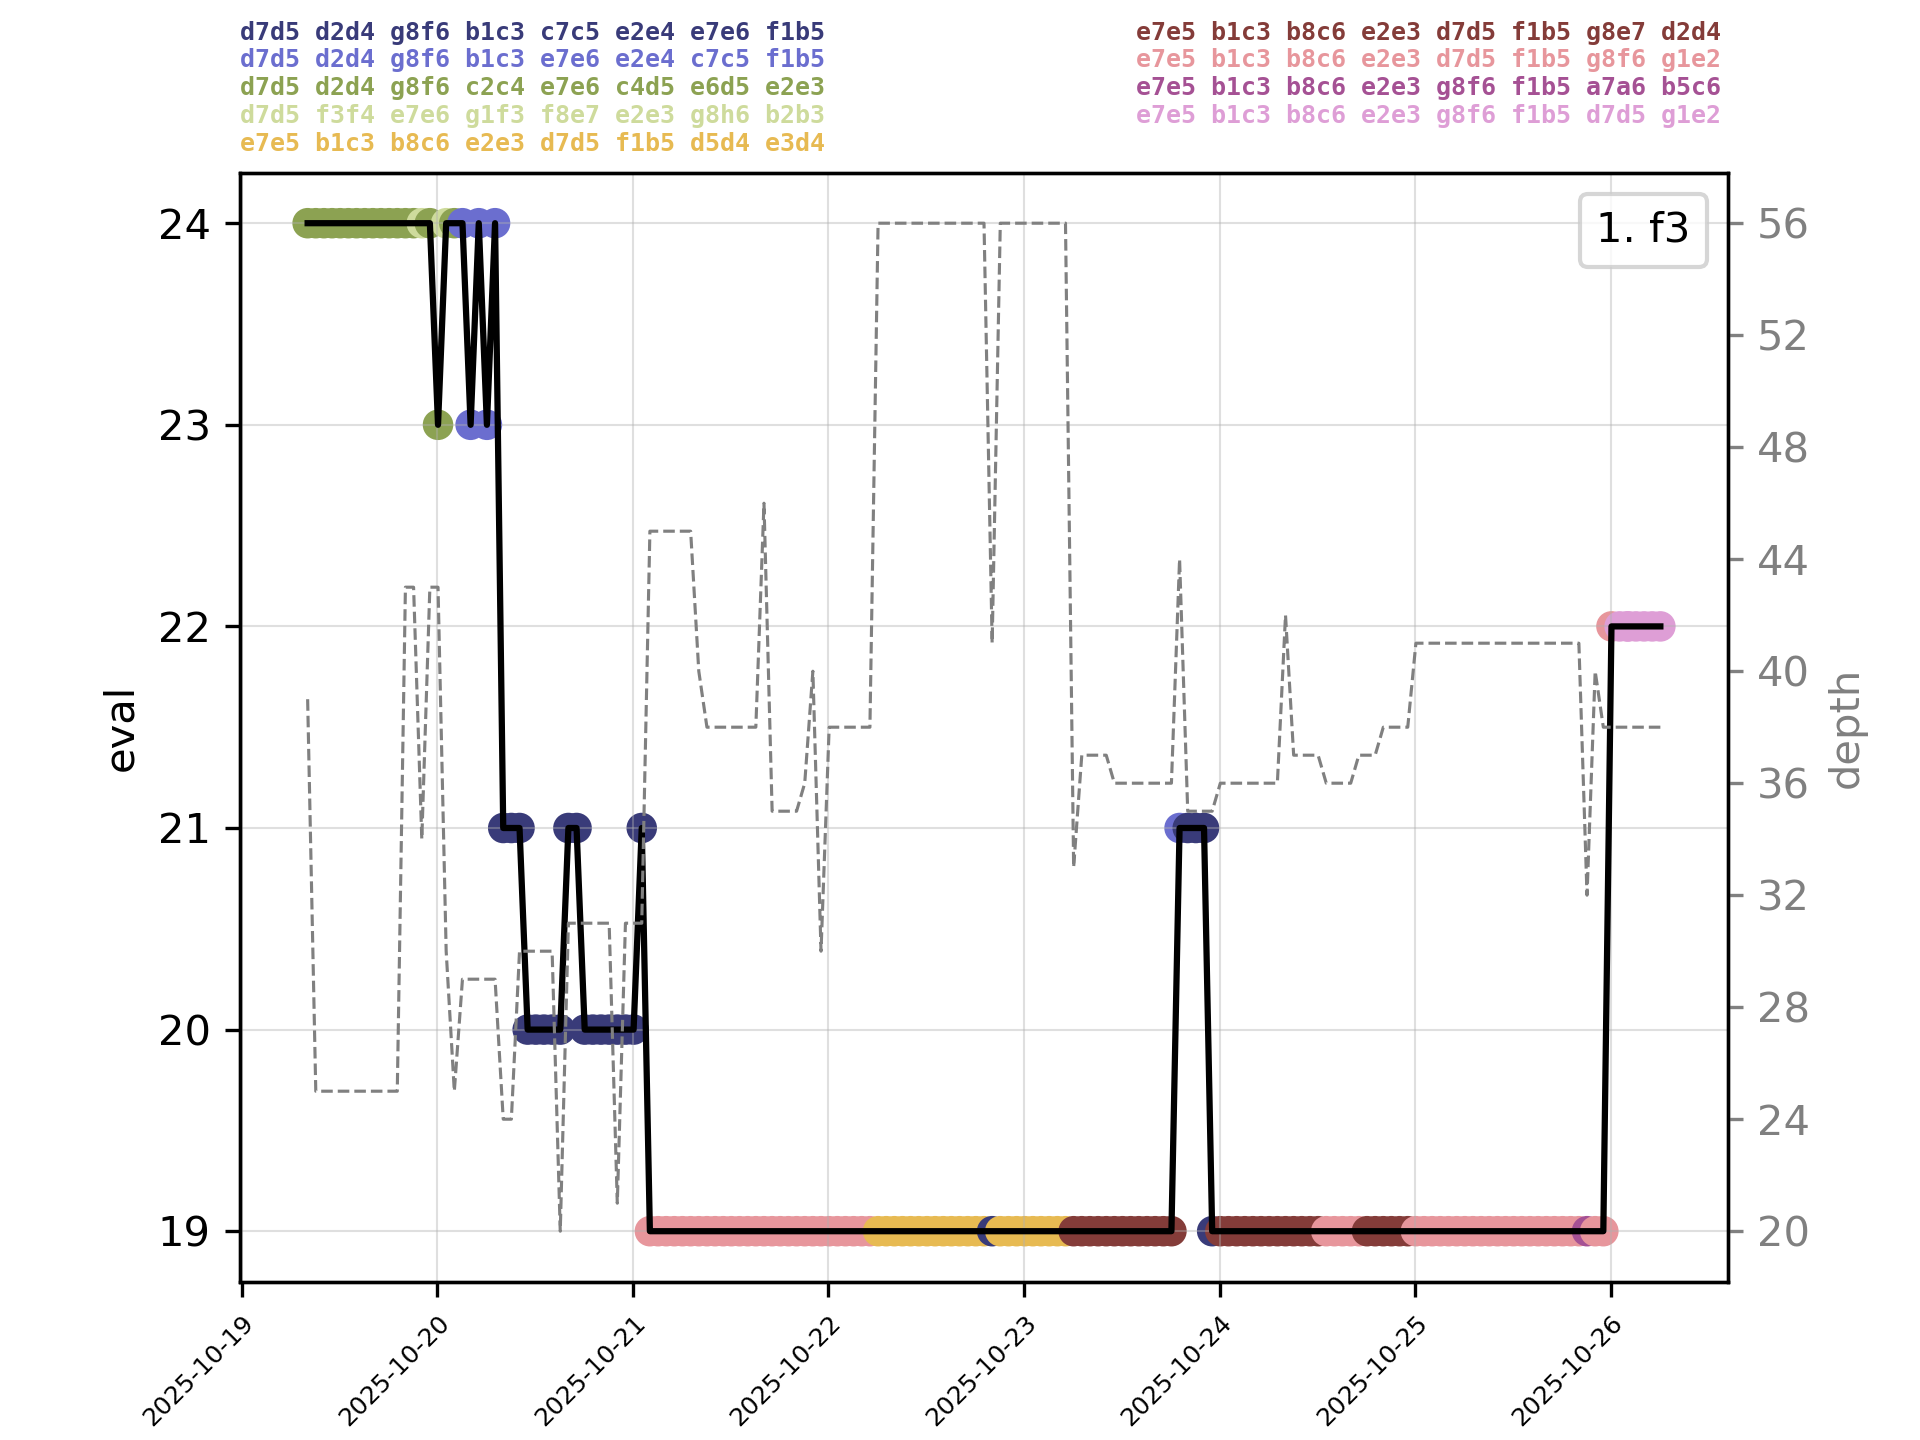 d7d5 d2d4 g8f6 b1c3 c7c5 e2e4 e7e6 f1b5
d7d5 d2d4 g8f6 b1c3 e7e6 e2e4 c7c5 f1b5
d7d5 d2d4 g8f6 c2c4 e7e6 c4d5 e6d5 e2e3
d7d5 f3f4 e7e6 g1f3 f8e7 e2e3 g8h6 b2b3
e7e5 b1c3 b8c6 e2e3 d7d5 f1b5 d5d4 e3d4
e7e5 b1c3 b8c6 e2e3 d7d5 f1b5 g8e7 d2d4
e7e5 b1c3 b8c6 e2e3 d7d5 f1b5 g8f6 g1e2
e7e5 b1c3 b8c6 e2e3 g8f6 f1b5 a7a6 b5c6
e7e5 b1c3 b8c6 e2e3 g8f6 f1b5 d7d5 g1e2
1. f3
eval
24
23
22
21
20
19
56
52
48
44
40
36
32
28
24
20
depth
2025-10-19
2025-10-20
2025-10-21
2025-10-22
2025-10-23
2025-10-24
2025-10-25
2025-10-26